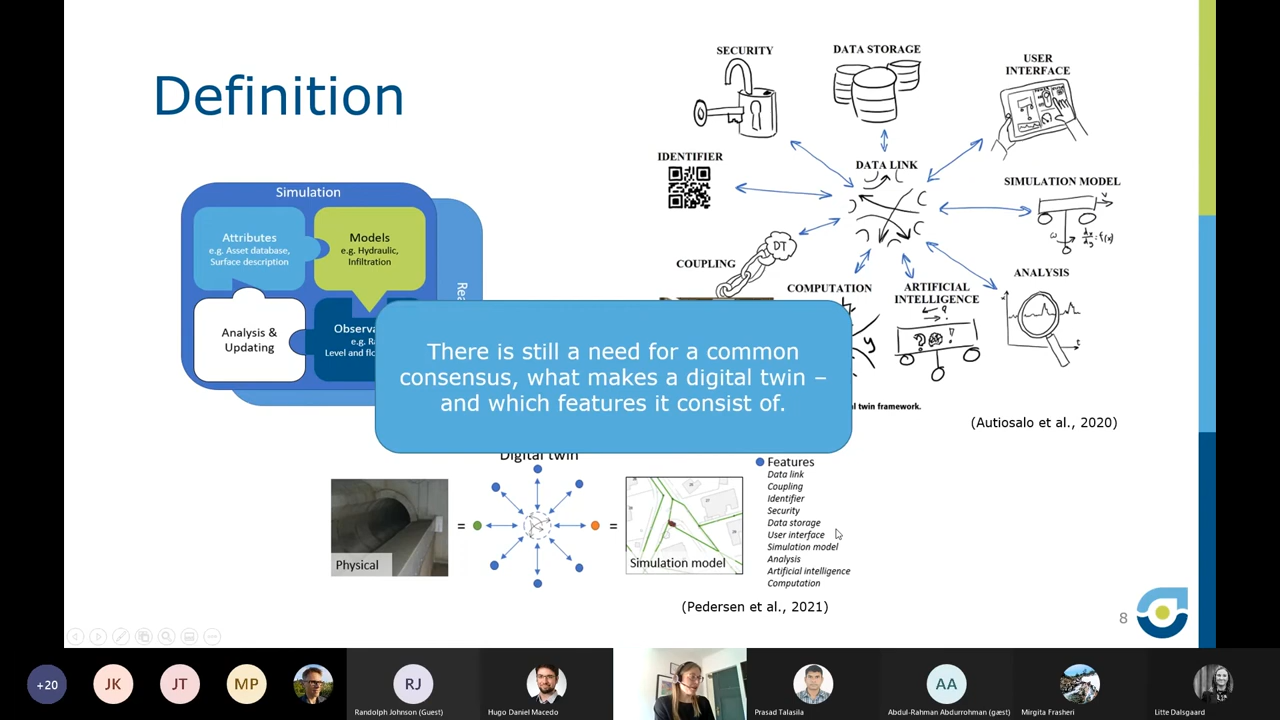 Definition
SECURITY
DATA STORAGE
USER
INTERFACE
IDENTIFIER
DATA LINK
SIMULATION MODEL
COUPLING
DT
COMPUTATION
ARTIFICIAL
INTELLIGENCE
ANALYSIS
Simulation
Attributes
e.g. Asset database,
Surface description
Models
e.g. Hydraulic,
Infiltration
Analysis &
Updating
Observa
e.g. Ra
Level and flo
Rea
There is still a need for a common
consensus, what makes a digital twin –
and which features it consist of.
al twin framework.
(Autiosalo et al., 2020)
Digital twin
Physical
=
=
Simulation model
Features
Data link
Coupling
Identifier
Security
Data storage
User interface
Simulation model
Analysis
Artificial intelligence
Computation
(Pedersen et al., 2021)
8
+20
JK
JT
MP
RJ
Randolph Johnson (Guest)
Hugo Daniel Macedo
Prasad Talasila
AA
Abdul-Rahman Abdurrohman (gæst)
Mirgita Frasheri
Litte Dalsgaard